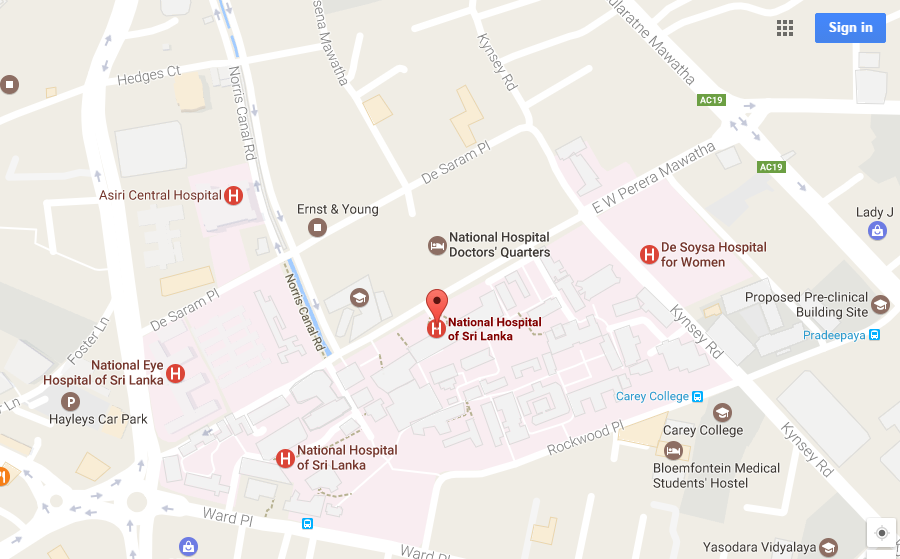 Sign in
sena Mawatha
Kynsey Rd
ularatne Mawatha
Hedges Ct
Norris Canal Rd
AC19
De Saram Pl
E W Perera Mawatha
AC19
Asiri Central Hospital
H
Ernst & Young
Lady J
National Hospital
Doctors' Quarters
H
De Soysa Hospital
for Women
Norris Canal Rd
De Saram Pl
Proposed Pre-clinical
Building Site
Foster Ln
H
National Hospital
of Sri Lanka
Kynsey Rd
Pradeepaya
National Eye
Hospital of Sri Lanka
H
P
Ln
Hayleys Car Park
Carey College
Carey College
Rockwood Pl
Kynsey Rd
H
National Hospital
of Sri Lanka
Bloemfontein Medical
Students' Hostel
Ward Pl
Ward Pl
Yasodara Vidyalaya